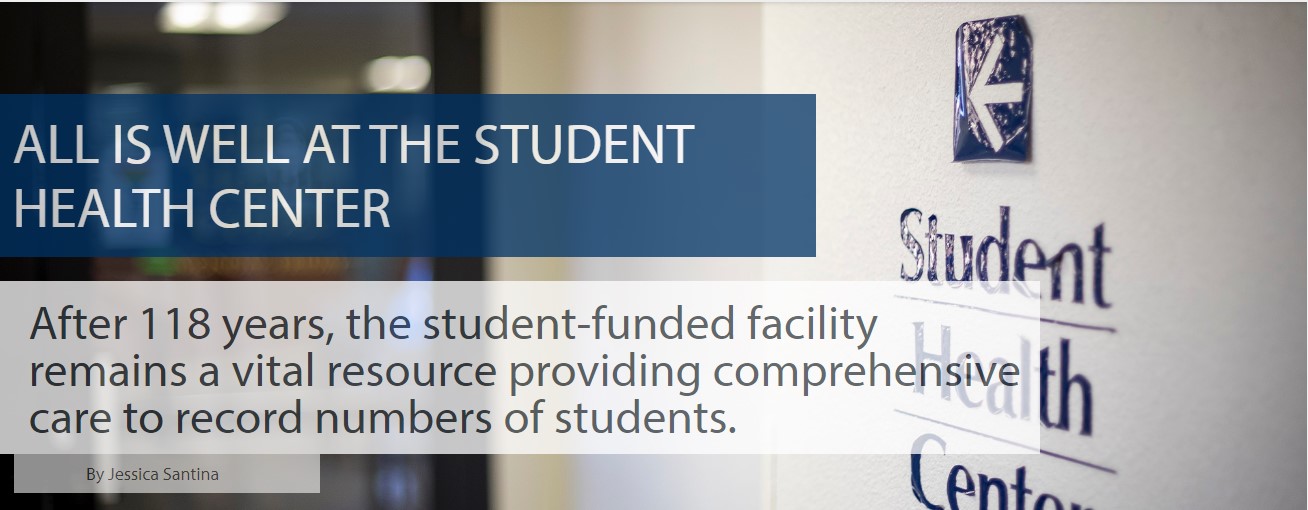 ALL IS WELL AT THE STUDENT
HEALTH CENTER
After 118 years, the student-funded facility
remains a vital resource providing comprehensive
care to record numbers of students.
By Jessica Santina
Student
Health
Center